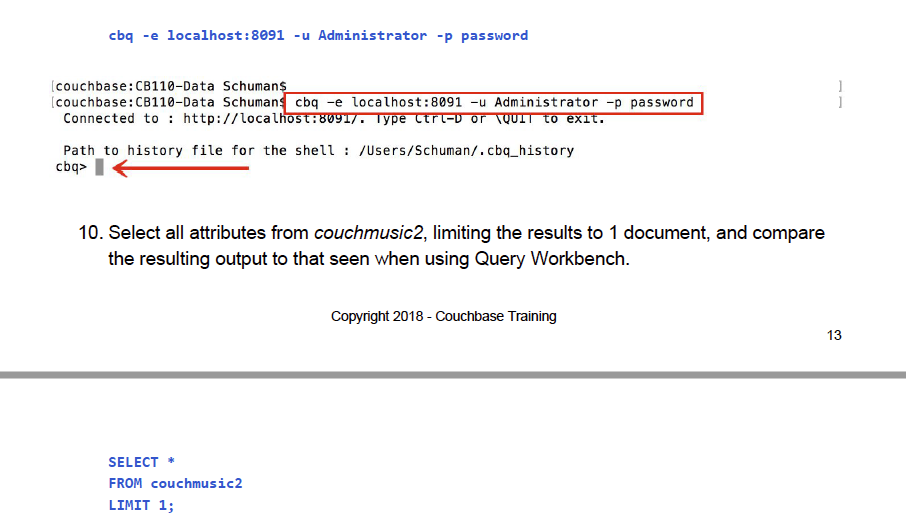 cbq -e localhost:8091 -u Administrator -p password
[couchbase:CB110-Data Schuman$ ]
[couchbase:CB110-Data Schuman$ cbq -e localhost:8091 -u Administrator -p password ]
Connected to : http://localhost:8091/. Type Ctrl-D or \QUIT to exit.
Path to history file for the shell : /Users/Schuman/.cbq_history
cbq>
10. Select all attributes from couchmusic2, limiting the results to 1 document, and compare
the resulting output to that seen when using Query Workbench.
Copyright 2018 - Couchbase Training
13
SELECT *
FROM couchmusic2
LIMIT 1;